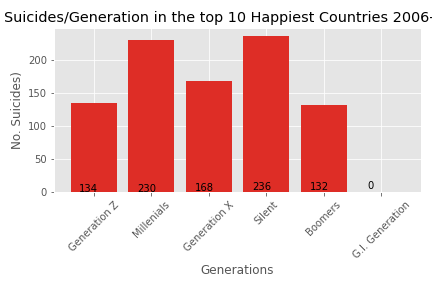 Suicides/Generation in the top 10 Happiest Countries 2006-
No. Suicides)
200
150
100
50
0
134
230
168
236
132
0
Generation Z
Millenials
Generation X
Silent
Boomers
G.I. Generation
Generations